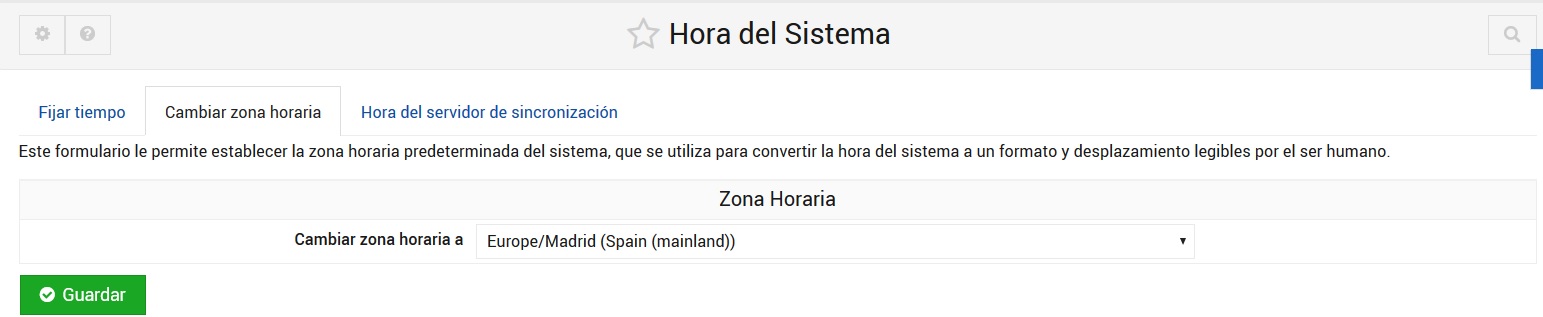 Hora del Sistema
Fijar tiempo
Cambiar zona horaria
Hora del servidor de sincronización
Este formulario le permite establecer la zona horaria predeterminada del sistema, que se utiliza para convertir la hora del sistema a un formato y desplazamiento legibles por el ser humano.
Zona Horaria
Cambiar zona horaria a
Europe/Madrid (Spain (mainland))
Guardar